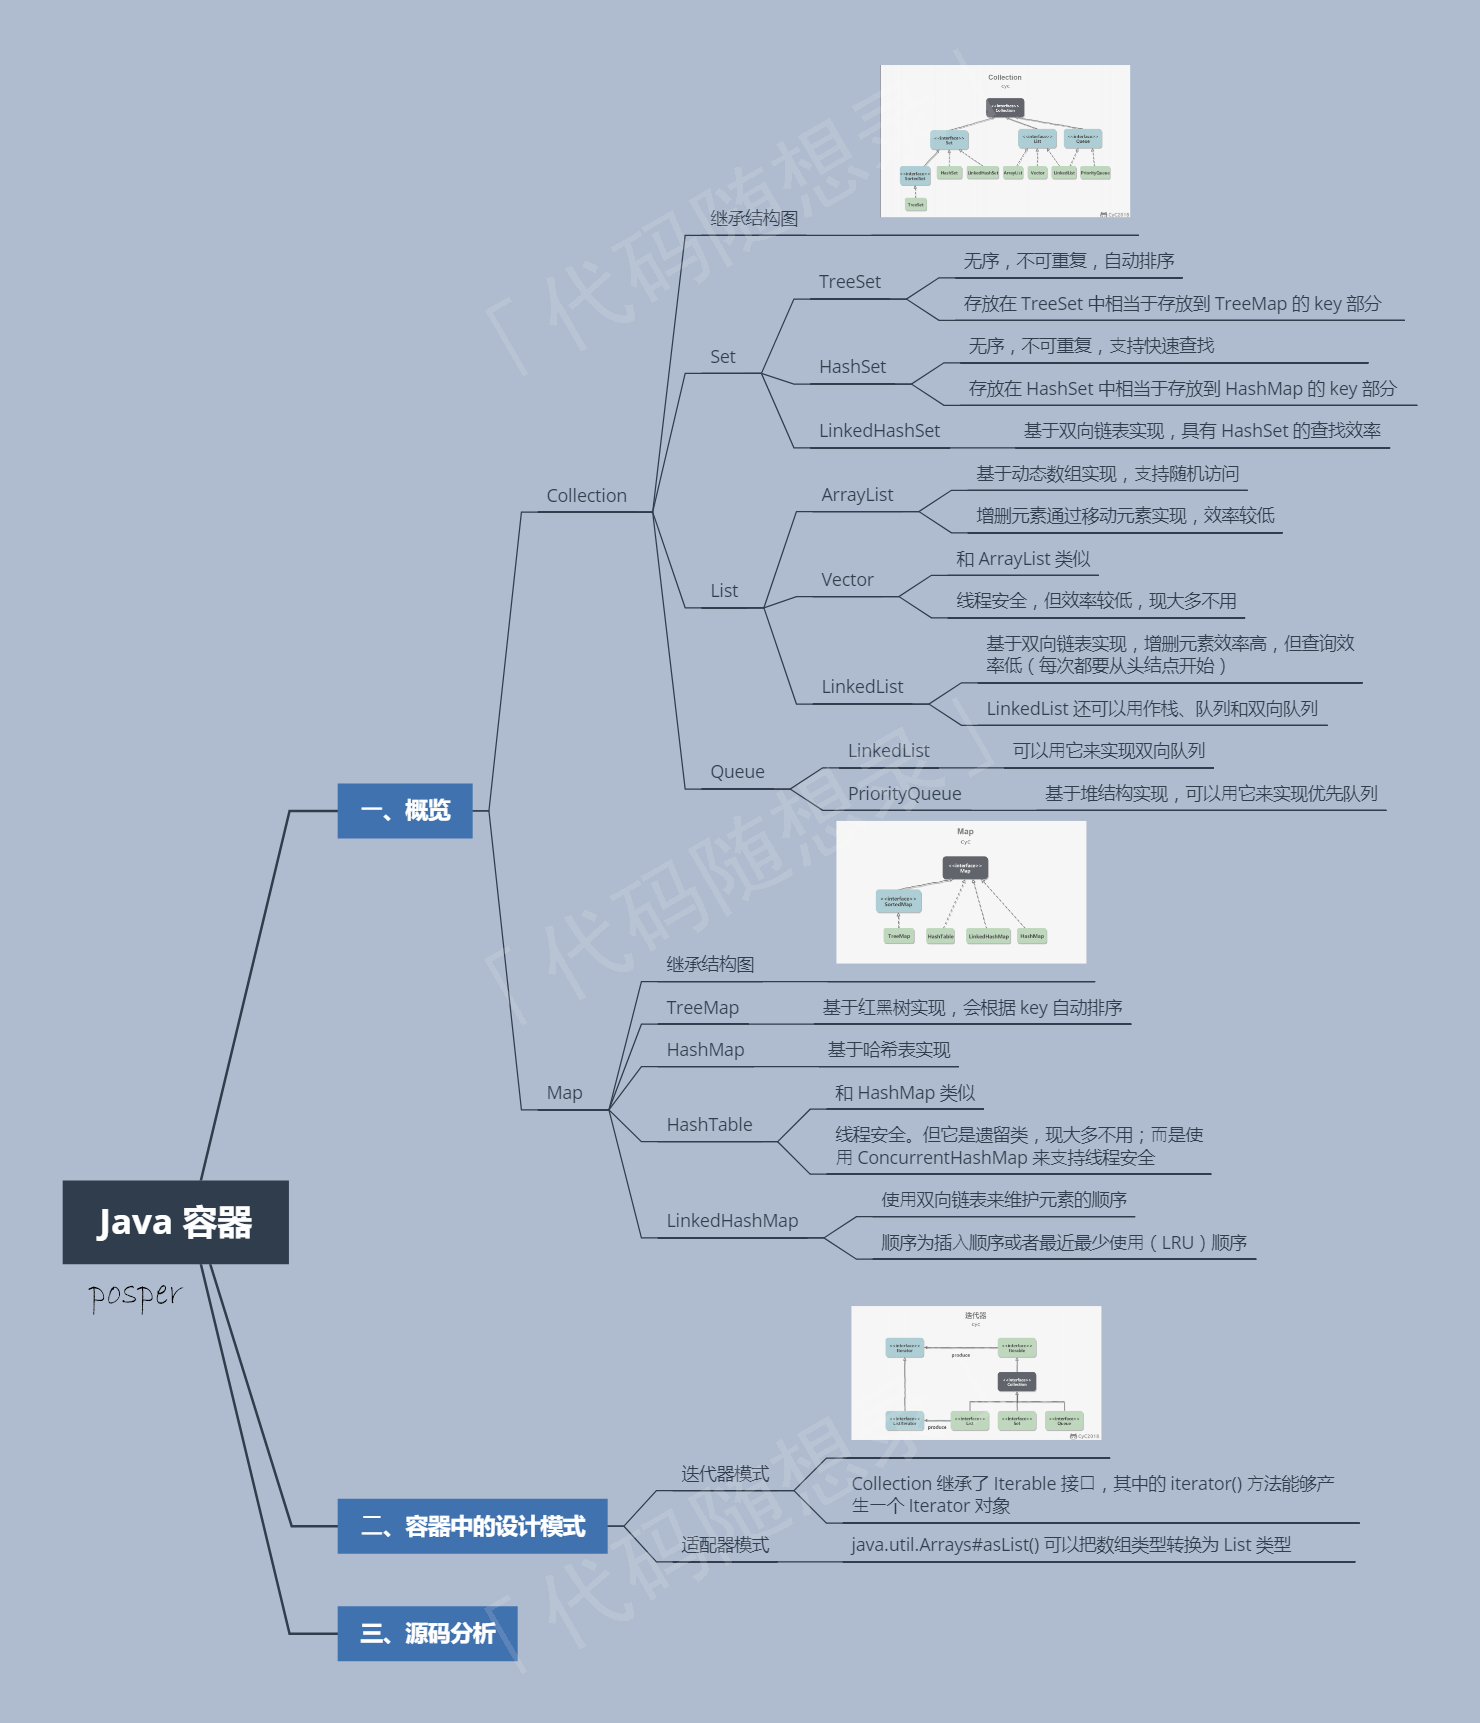 Collection
cyc
<<interface>>
Collection
<<interface>>
Set
<<interface>>
List
<<interface>>
Queue
<<interface>>
SortedSet
HashSet
LinkedHashSet
ArrayList
Vector
LinkedList
PriorityQueue
TreeSet
CyC2018
继承结构图
无序，不可重复，自动排序
TreeSet
存放在 TreeSet 中相当于存放到 TreeMap 的 key 部分
Set
无序，不可重复，支持快速查找
HashSet
存放在 HashSet 中相当于存放到 HashMap 的 key 部分
LinkedHashSet
基于双向链表实现，具有 HashSet 的查找效率
Collection
基于动态数组实现，支持随机访问
ArrayList
增删元素通过移动元素实现，效率较低
List
和 ArrayList 类似
Vector
线程安全，但效率较低，现大多不用
基于双向链表实现，增删元素效率高，但查询效
率低（每次都要从头结点开始）
LinkedList
LinkedList 还可以用作栈、队列和双向队列
Queue
LinkedList
可以用它来实现双向队列
PriorityQueue
基于堆结构实现，可以用它来实现优先队列
一、概览
Map
cyc
<<interface>>
Map
<<interface>>
SortedMap
TreeMap
HashTable
LinkedHashMap
HashMap
继承结构图
TreeMap
基于红黑树实现，会根据 key 自动排序
HashMap
基于哈希表实现
Map
和 HashMap 类似
HashTable
线程安全。但它是遗留类，现大多不用；而是使
用 ConcurrentHashMap 来支持线程安全
使用双向链表来维护元素的顺序
LinkedHashMap
顺序为插入顺序或者最近最少使用（LRU）顺序
Java 容器
posper
迭代器
cyc
<<interface>>
Iterator
<<interface>>
Iterable
produce
<<interface>>
Collection
<<interface>>
ListIterator
<<interface>>
List
<<interface>>
Set
<<interface>>
Queue
produce
CyC2018
迭代器模式
Collection 继承了 Iterable 接口，其中的 iterator() 方法能够产
生一个 Iterator 对象
二、容器中的设计模式
适配器模式
java.util.Arrays#asList() 可以把数组类型转换为 List 类型
三、源码分析
「代码随想录」
「代码随想录」
「代码随想录」